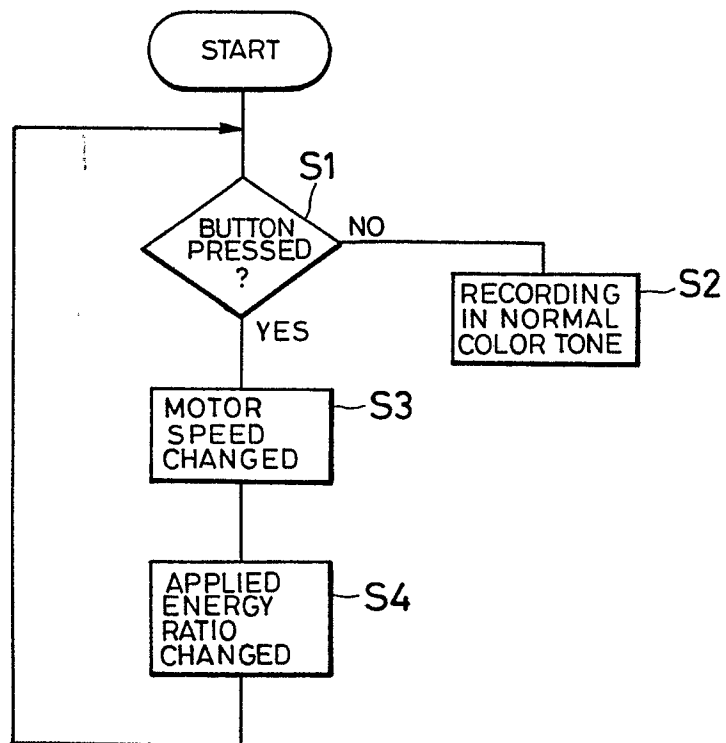 START
S1
BUTTON
PRESSED
?
NO
YES
RECORDING
IN NORMAL
COLOR TONE
S2
MOTOR
SPEED
CHANGED
S3
APPLIED
ENERGY
RATIO
CHANGED
S4